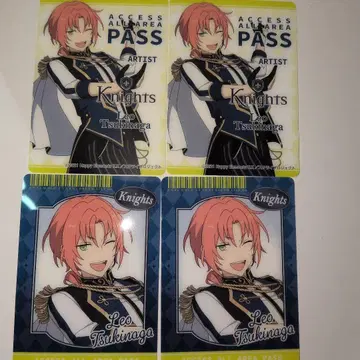 ACCESS
ALL AREA
PASS
ARTIST
Knights
Leo
Tsukinaga
ACCESS
ALL AREA
PASS
ARTIST
Knights
Leo
Tsukinaga
Knights
Leo
Tsukinaga
Knights
Leo
Tsukinaga